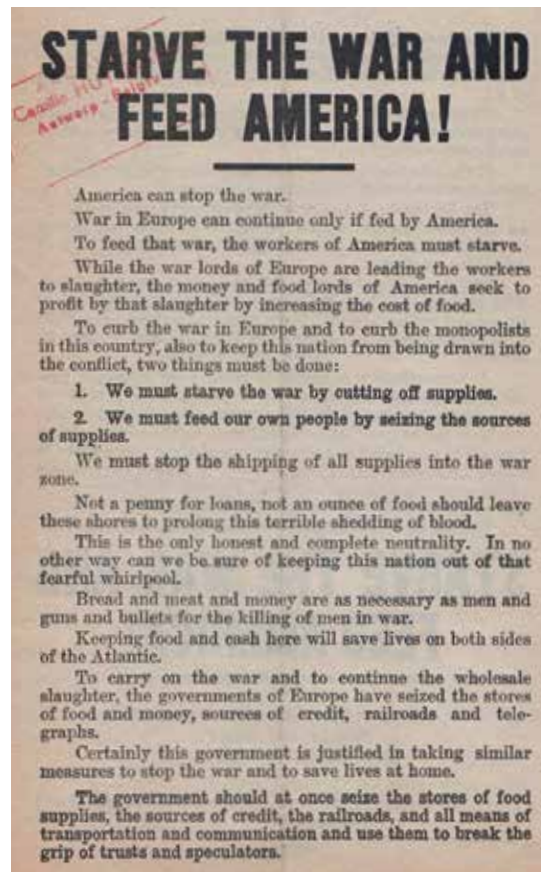 STARVE THE WAR AND
FEED AMERICA!
Camille
Antwerp - Belgi
America can stop the war.
War in Europe can continue only if fed by America.
To feed that war, the workers of America must starve.
While the war lords of Europe are leading the workers
to slaughter, the money and food lords of America seek to
profit by that slaughter by increasing the cost of food.
To curb the war in Europe and to curb the monopolists
in this country, also to keep this nation from being drawn into
the conflict, two things must be done:
1. We must starve the war by cutting off supplies.
2. We must feed our own people by seizing the sources
of supplies.
We must stop the shipping of all supplies into the war
zone.
Not a penny for loans, not an ounce of food should leave
these shores to prolong this terrible shedding of blood.
This is the only honest and complete neutrality. In no
other way can we be sure of keeping this nation out of that
fearful whirlpool.
Bread and meat and money are as necessary as men and
guns and bullets for the killing of men in war.
Keeping food and cash here will save lives on both sides
of the Atlantic.
To carry on the war and to continue the wholesale
slaughter, the governments of Europe have seized the stores
of food and money, sources of credit, railroads and tele-
graphs.
Certainly this government is justified in taking similar
measures to stop the war and to save lives at home.
The government should at once seize the stores of food
supplies, the sources of credit, the railroads, and all means of
transportation and communication and use them to break the
grip of trusts and speculators.